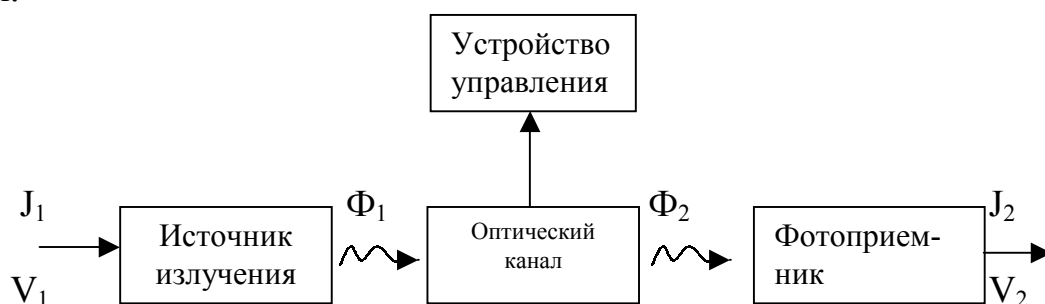 Устройство
управления
J₁
Φ₁
Φ₂
J₂
Источник
излучения
Оптический
канал
Фотоприем-
ник
V₁
V₂